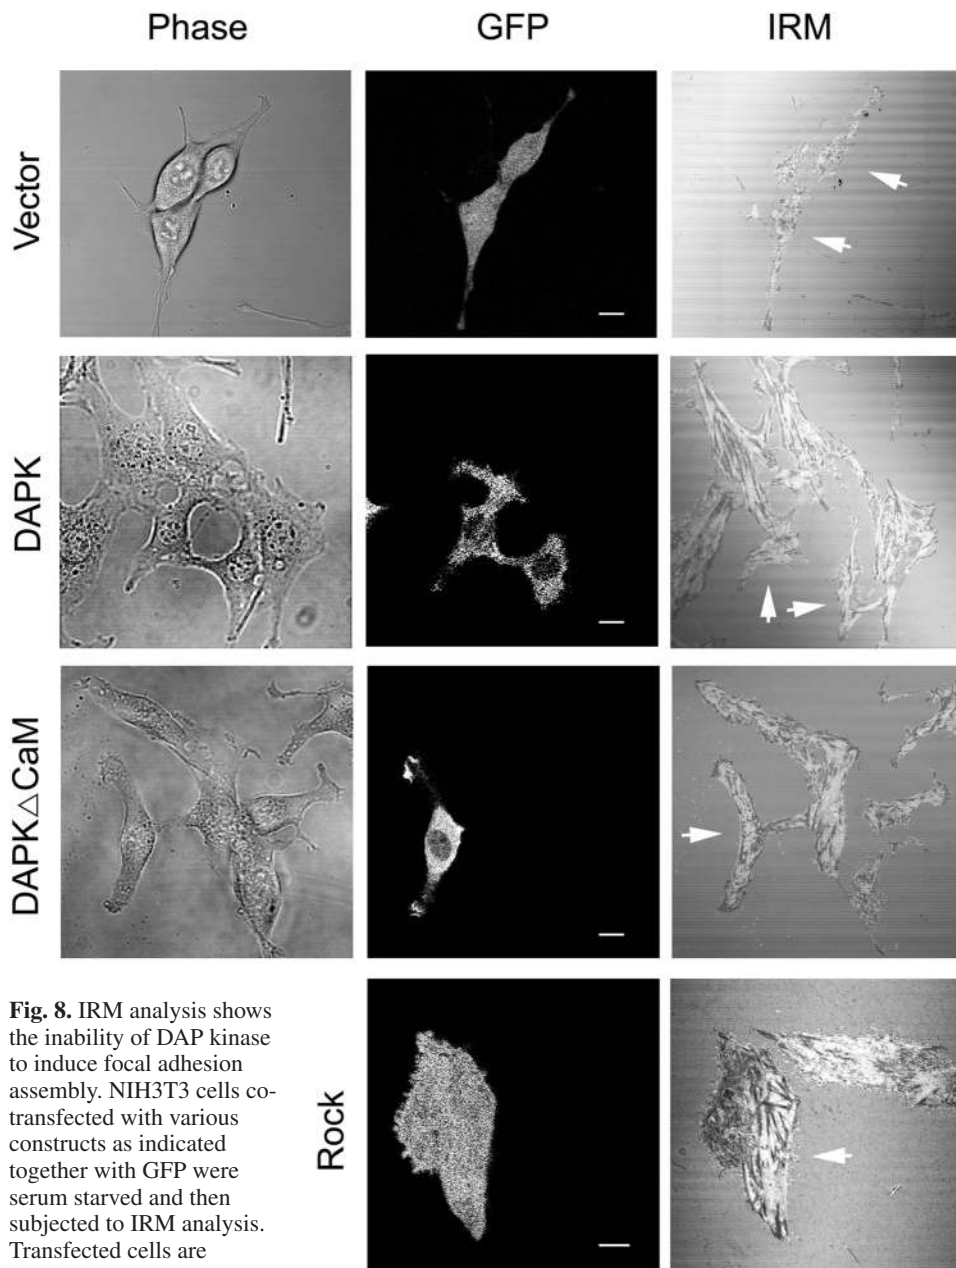 Phase GFP IRM
Vector
DAPK
DAPK△CaM
Rock
Fig. 8. IRM analysis shows
the inability of DAP kinase
to induce focal adhesion
assembly. NIH3T3 cells co-
transfected with various
constructs as indicated
together with GFP were
serum starved and then
subjected to IRM analysis.
Transfected cells are